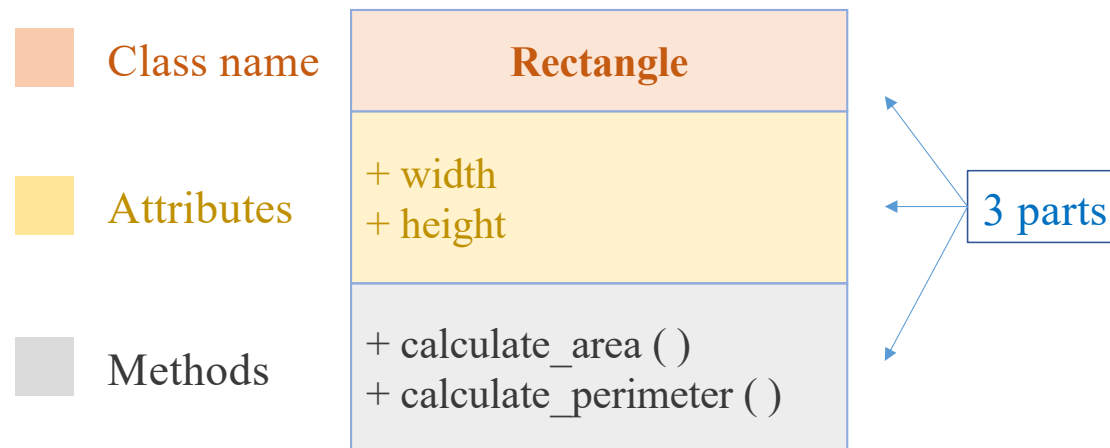 Class name
Rectangle
Attributes
+ width
+ height
3 parts
Methods
+ calculate_area ( )
+ calculate_perimeter ( )